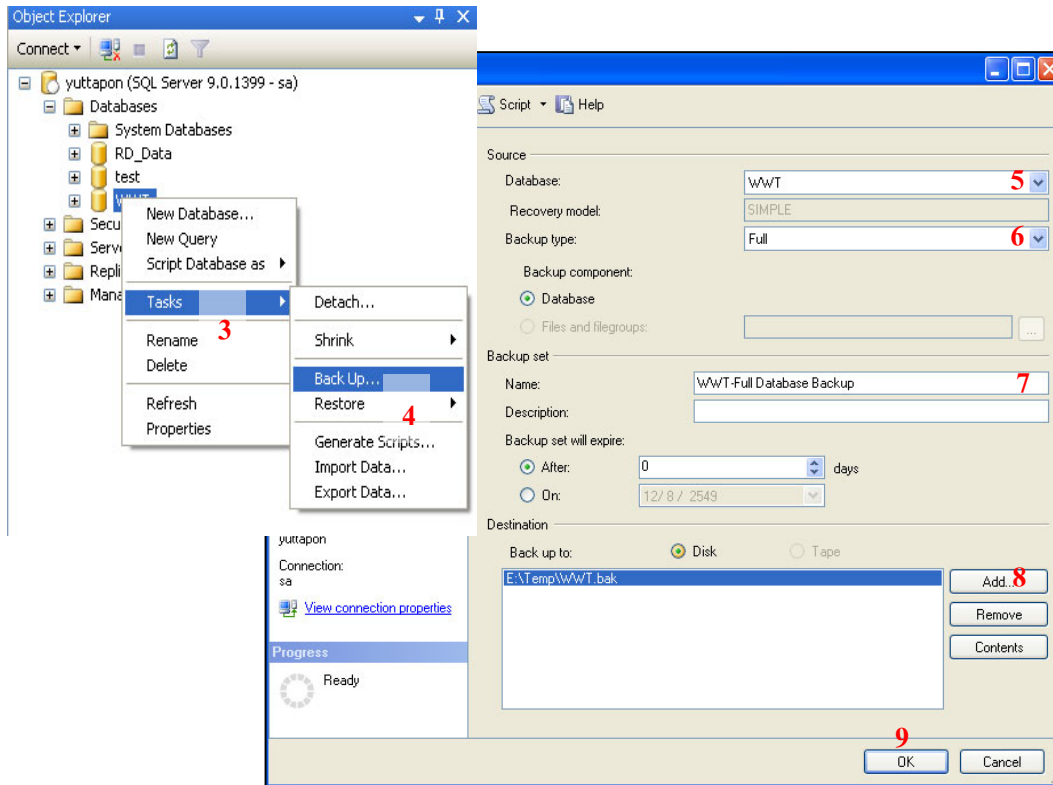 Object Explorer
Connect
yuttapon (SQL Server 9.0.1399 - sa)
Databases
System Databases
RD_Data
test
WWT
Secu
Serve
Repli
Mana
New Database...
New Query
Script Database as
Tasks
3
Rename
Delete
Refresh
Properties
Detach...
Shrink
Back Up...
Restore
4
Generate Scripts...
Import Data...
Export Data...
Script
Help
Source
Database: WWT 5
Recovery model: SIMPLE
Backup type: Full 6
Backup component:
Database
Files and filegroups: ...
Backup set
Name: WWT-Full Database Backup 7
Description:
Backup set will expire:
After: 0 days
On: 12/ 8 / 2549
Destination
Back up to: Disk Tape
E:\Temp\WWT.bak
Add... 8
Remove
Contents
yuttapon
Connection:
sa
View connection properties
Progress
Ready
9
OK Cancel